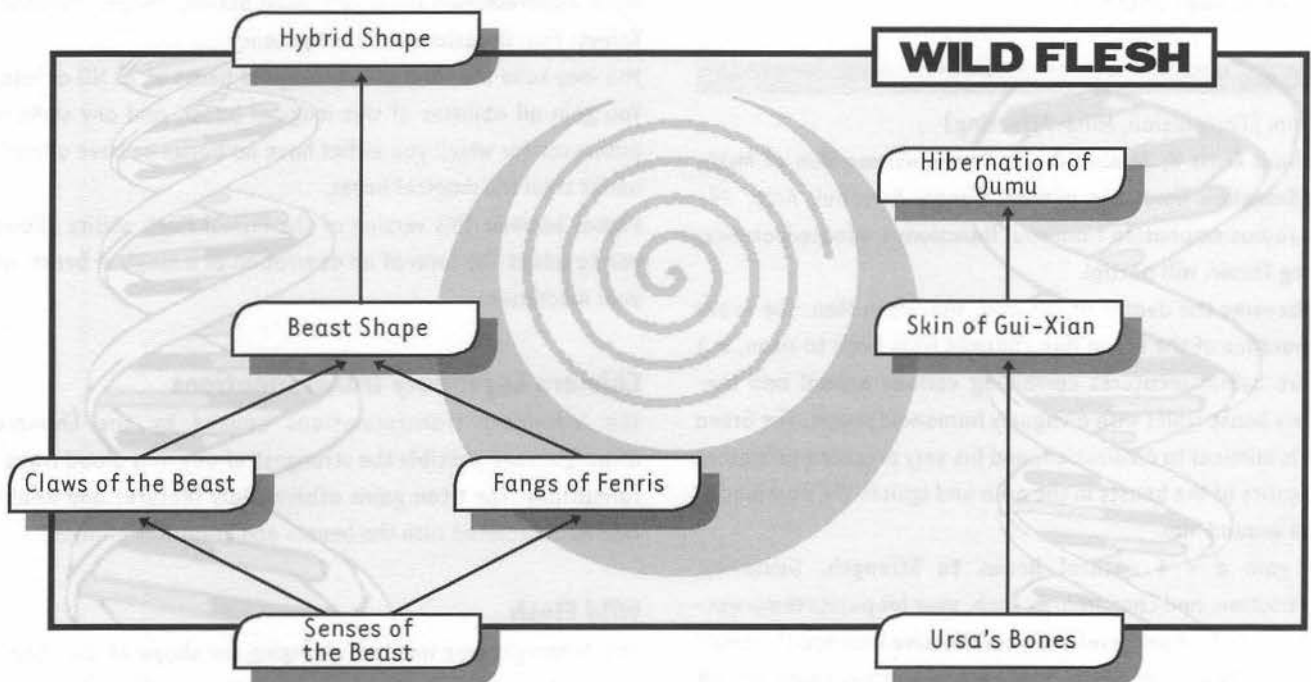 Hybrid Shape
WILD FLESH
Hibernation of
Qumu
Beast Shape
Skin of Gui-Xian
Claws of the Beast
Fangs of Fenris
Senses of
the Beast
Ursa's Bones